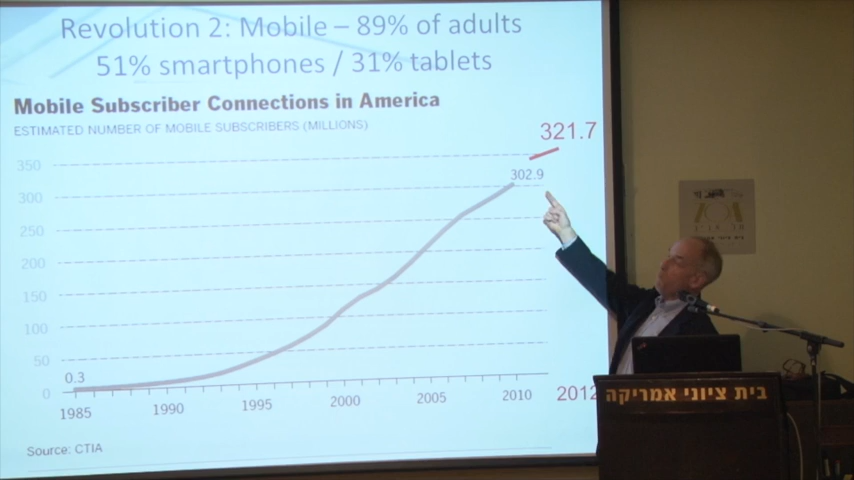 Revolution 2: Mobile – 89% of adults
51% smartphones / 31% tablets
Mobile Subscriber Connections in America
ESTIMATED NUMBER OF MOBILE SUBSCRIBERS (MILLIONS)
321.7
350
302.9
300
250
200
150
100
50
0.3
0
1985 1990 1995 2000 2005 2010 2012
Source: CTIA
בית ציוני אמריקה